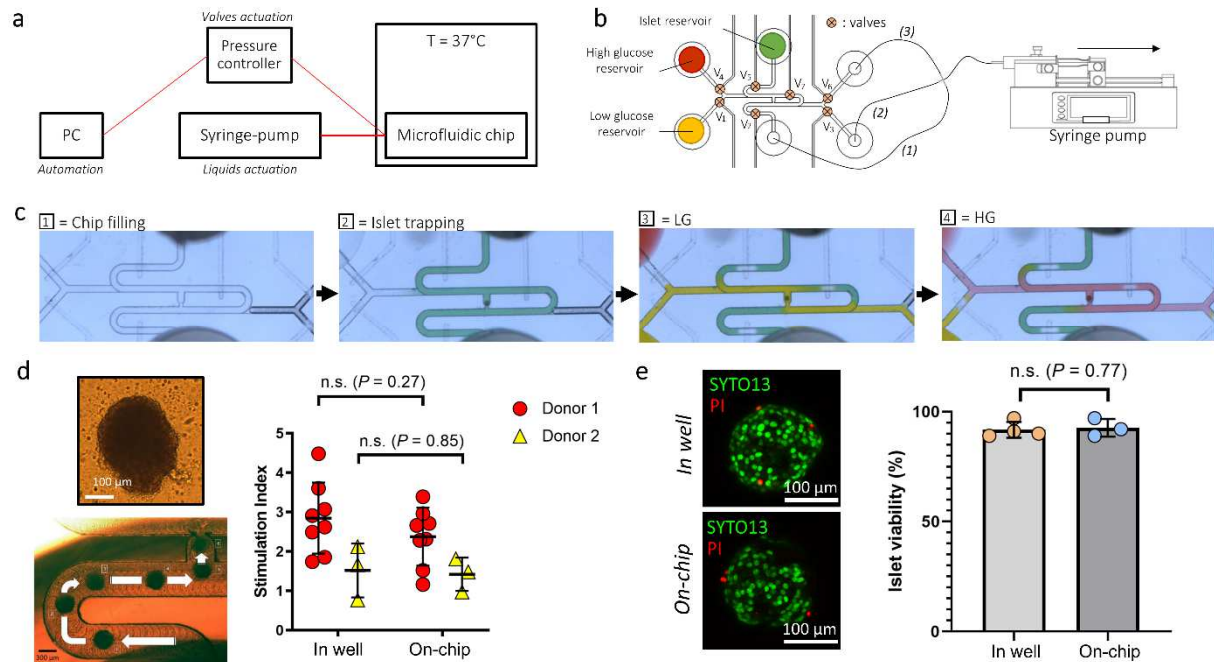 a
Valves actuation
Pressure
controller
T = 37°C
PC
Syringe-pump
Microfluidic chip
Automation
Liquids actuation
b
Islet reservoir
: valves
(3)
High glucose
reservoir
V4
V5
V7
V6
Low glucose
reservoir
V1
V2
V3
(2)
(1)
Syringe pump
c
1 = Chip filling
2 = Islet trapping
3 = LG
4 = HG
d
100 µm
300 µm
n.s. (P = 0.27)
n.s. (P = 0.85)
Donor 1
Donor 2
Stimulation Index
5
4
3
2
1
0
In well
On-chip
e
In well
SYTO13
PI
100 µm
On-chip
SYTO13
PI
100 µm
n.s. (P = 0.77)
Islet viability (%)
100
50
0
In well
On-chip